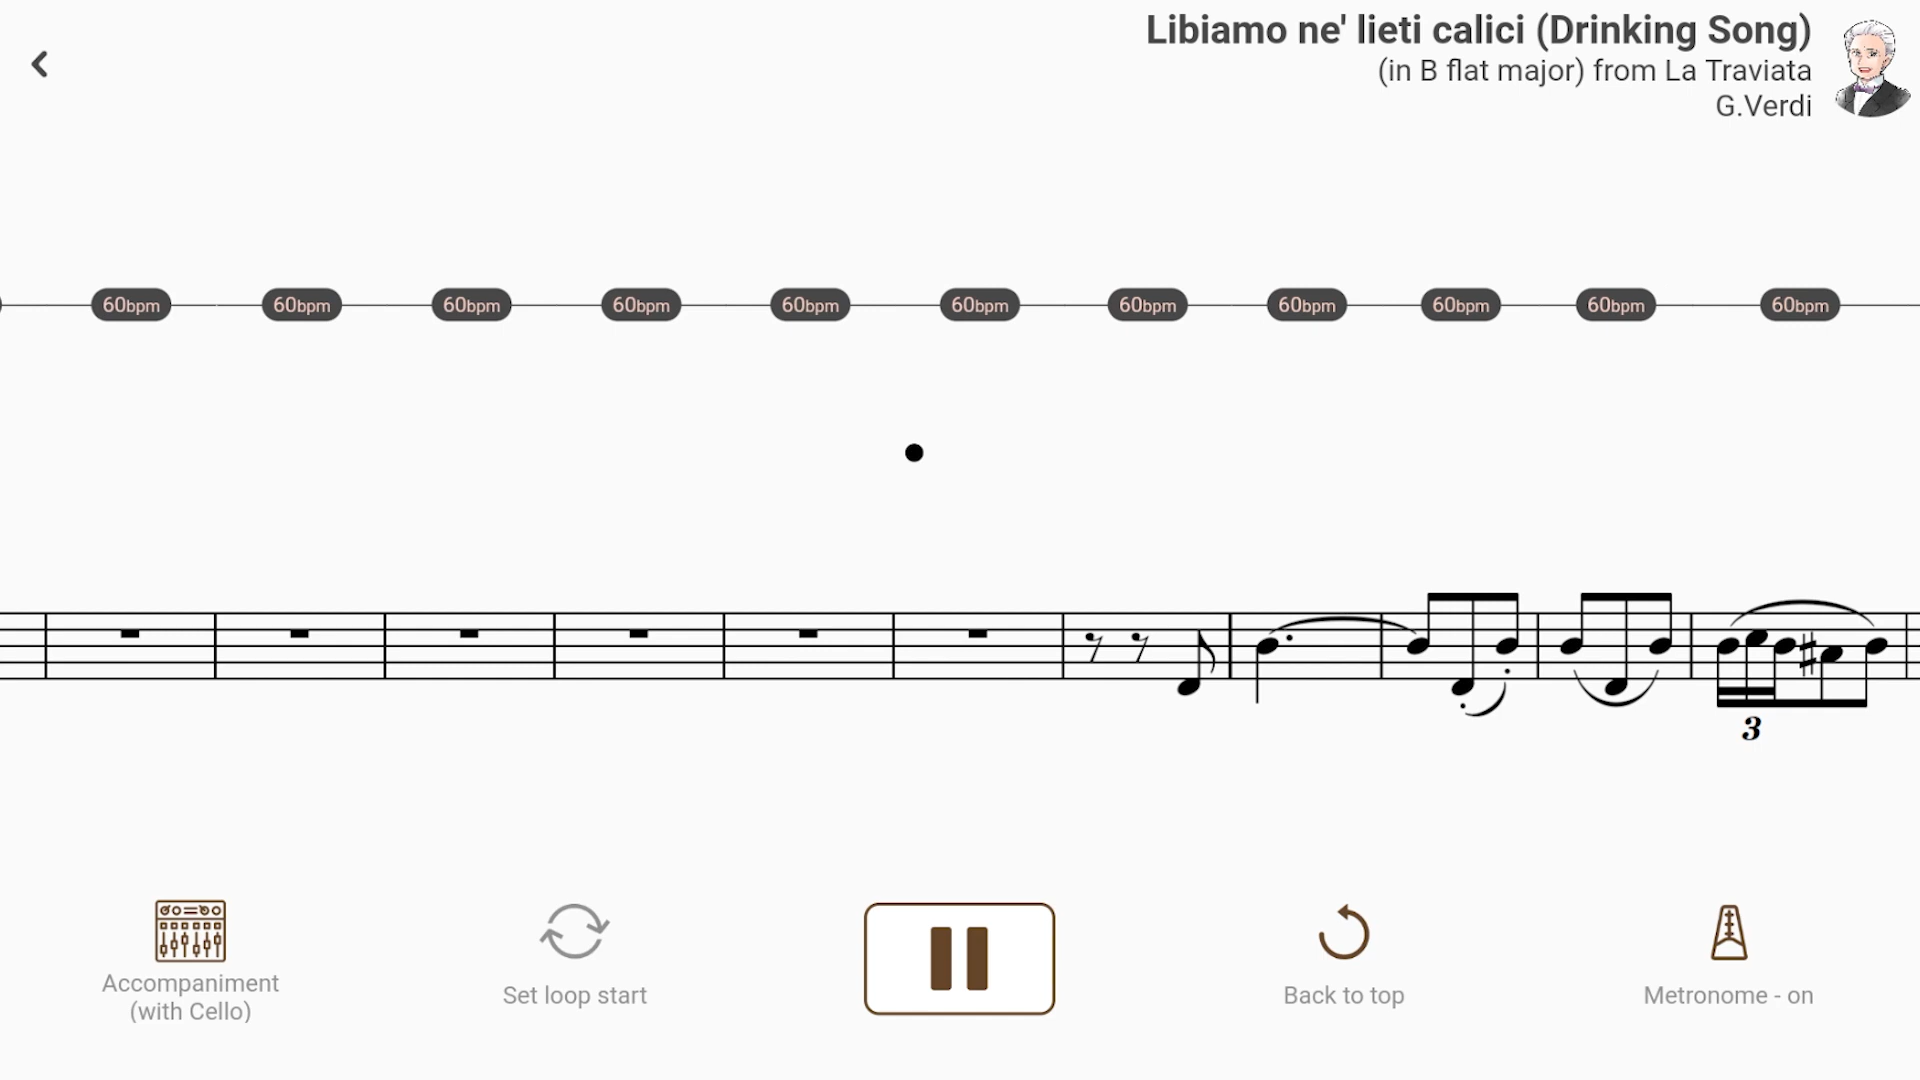 Libiamo ne' lieti calici (Drinking Song)
(in B flat major) from La Traviata
G.Verdi
60bpm 60bpm 60bpm 60bpm 60bpm 60bpm 60bpm 60bpm 60bpm 60bpm 60bpm
3
Accompaniment
(with Cello)
Set loop start
Back to top
Metronome - on